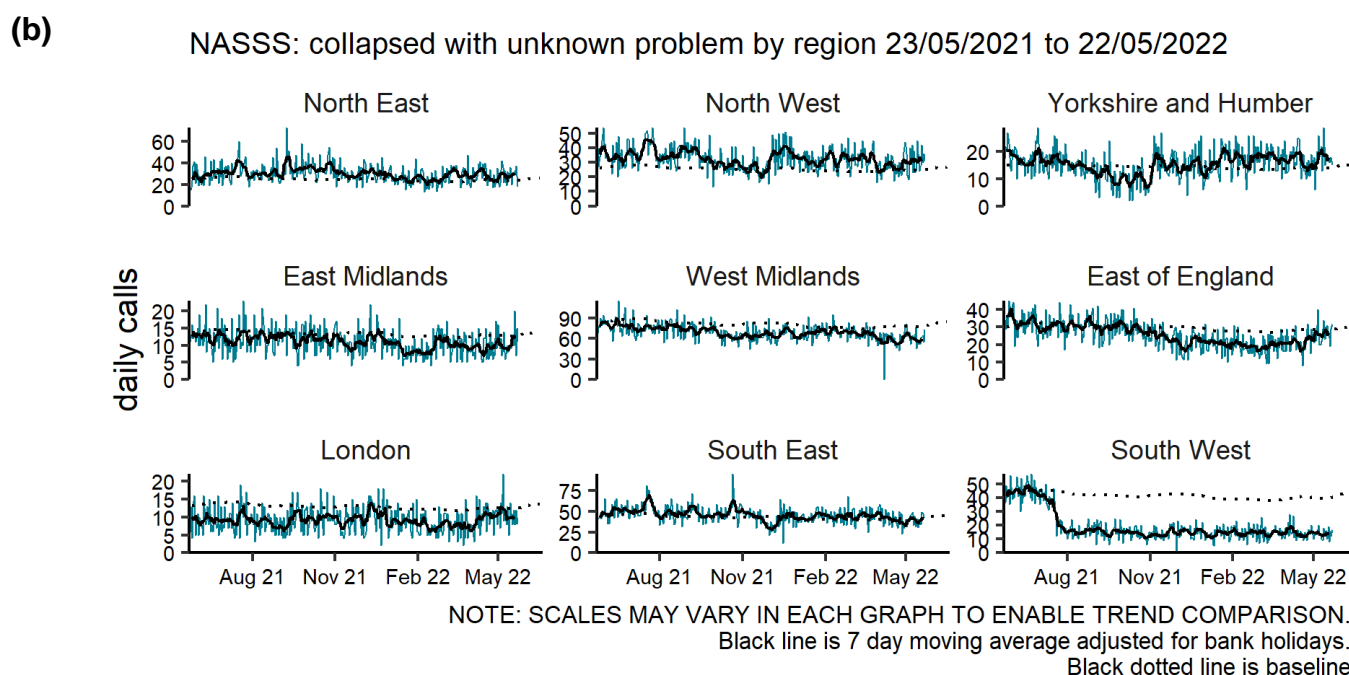 (b)
NASSS: collapsed with unknown problem by region 23/05/2021 to 22/05/2022
North East
North West
Yorkshire and Humber
60
40
20
0
50
40
30
20
10
0
20
10
0
daily calls
East Midlands
West Midlands
East of England
20
15
10
5
0
90
60
30
0
40
30
20
10
0
London
South East
South West
20
15
10
5
0
75
50
25
0
50
40
30
20
10
0
Aug 21 Nov 21 Feb 22 May 22
Aug 21 Nov 21 Feb 22 May 22
Aug 21 Nov 21 Feb 22 May 22
NOTE: SCALES MAY VARY IN EACH GRAPH TO ENABLE TREND COMPARISON.
Black line is 7 day moving average adjusted for bank holidays.
Black dotted line is baseline